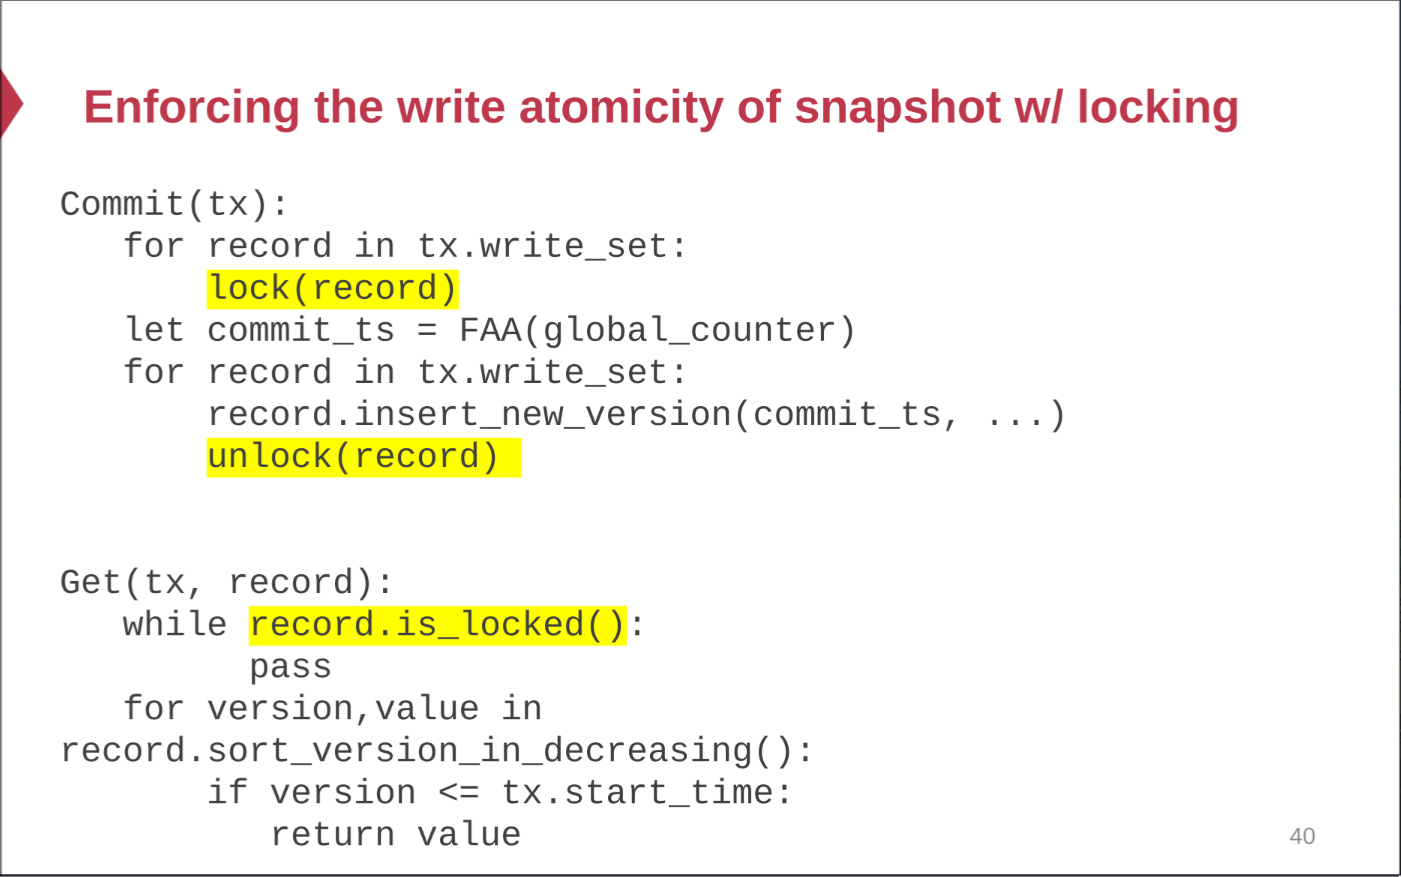 Enforcing the write atomicity of snapshot w/ locking
Commit(tx):
for record in tx.write_set:
lock(record)
let commit_ts = FAA(global_counter)
for record in tx.write_set:
record.insert_new_version(commit_ts, ...)
unlock(record)
Get(tx, record):
while record.is_locked():
pass
for version,value in
record.sort_version_in_decreasing():
if version <= tx.start_time:
return value
40